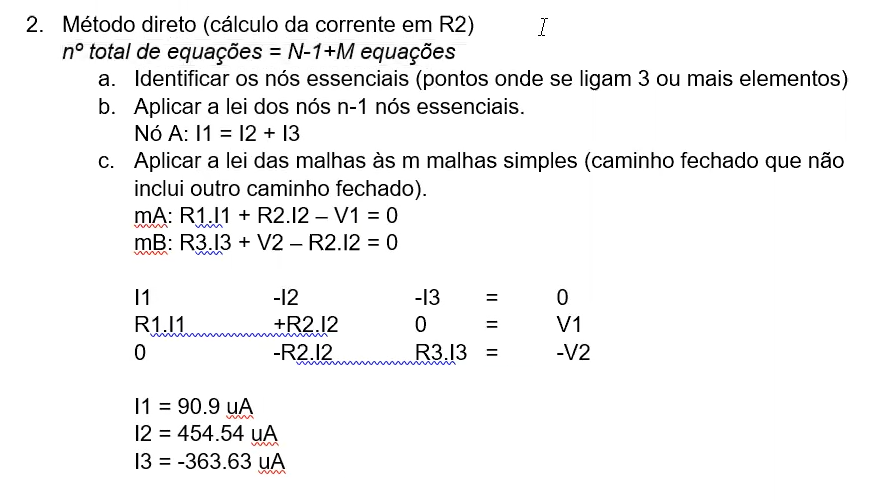 2. Método direto (cálculo da corrente em R2)
nº total de equações = N-1+M equações
a. Identificar os nós essenciais (pontos onde se ligam 3 ou mais elementos)
b. Aplicar a lei dos nós n-1 nós essenciais.
Nó A: I1 = I2 + I3
c. Aplicar a lei das malhas às m malhas simples (caminho fechado que não
inclui outro caminho fechado).
mA: R1.I1 + R2.I2 – V1 = 0
mB: R3.I3 + V2 – R2.I2 = 0
I1 -I2 -I3 = 0
R1.I1 +R2.I2 0 = V1
0 -R2.I2 R3.I3 = -V2
I1 = 90.9 uA
I2 = 454.54 uA
I3 = -363.63 uA